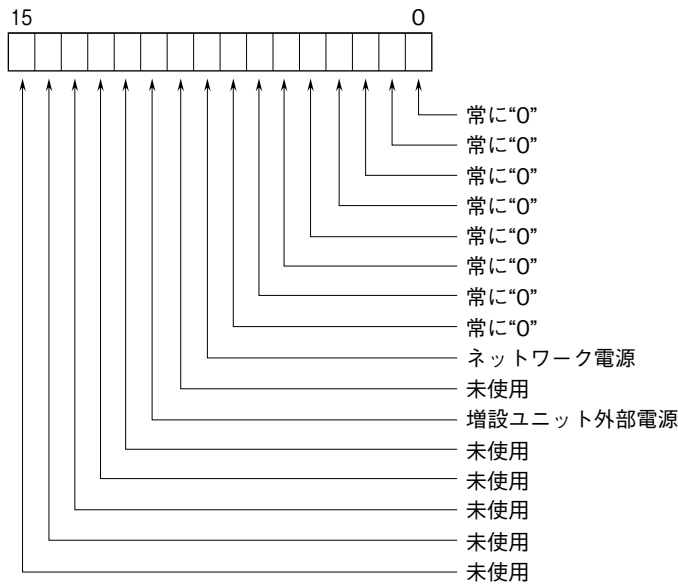 15 0
常に“0”
常に“0”
常に“0”
常に“0”
常に“0”
常に“0”
常に“0”
常に“0”
ネットワーク電源
未使用
増設ユニット外部電源
未使用
未使用
未使用
未使用
未使用